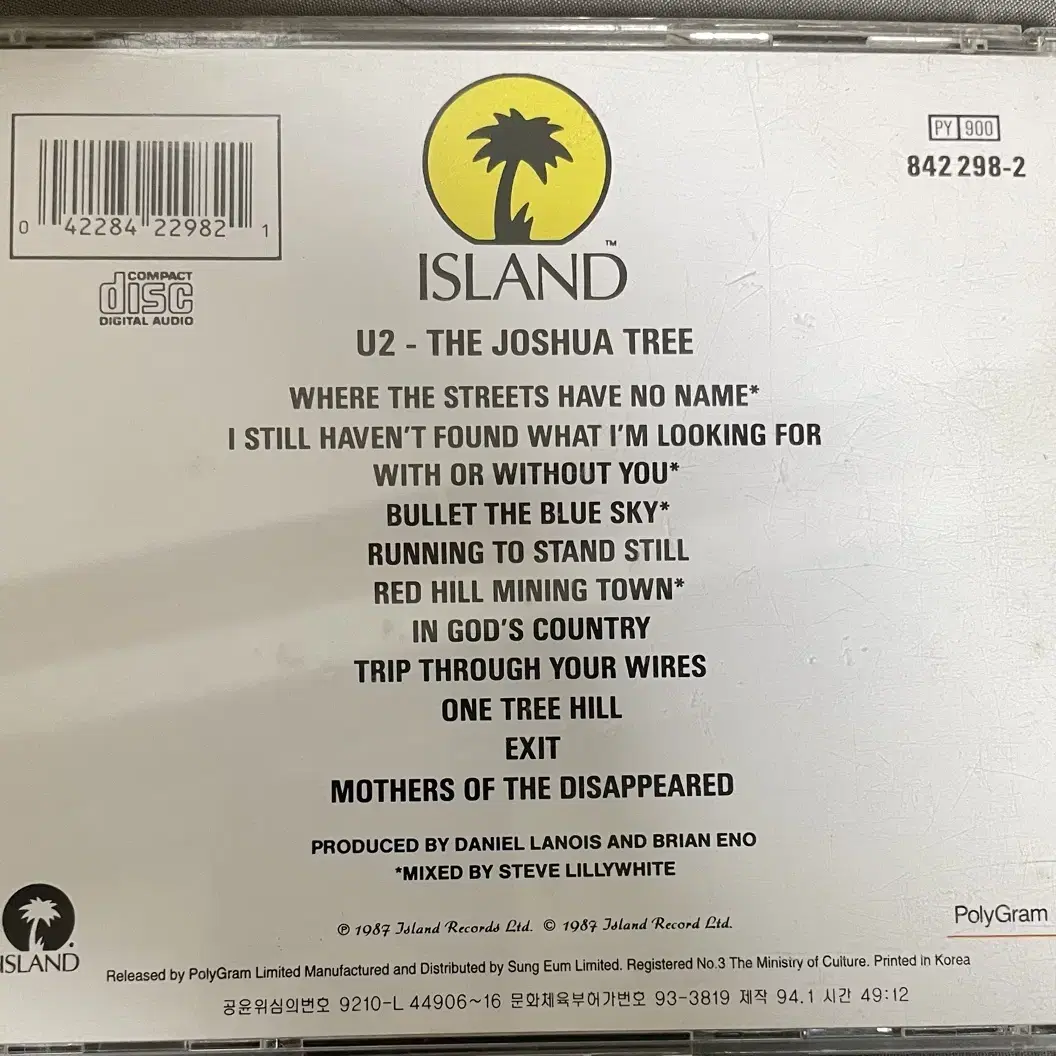 PY 900
842 298-2
0 42284 22982 1
COMPACT
disc
DIGITAL AUDIO
ISLAND™
U2 - THE JOSHUA TREE
WHERE THE STREETS HAVE NO NAME*
I STILL HAVEN'T FOUND WHAT I'M LOOKING FOR
WITH OR WITHOUT YOU*
BULLET THE BLUE SKY*
RUNNING TO STAND STILL
RED HILL MINING TOWN*
IN GOD'S COUNTRY
TRIP THROUGH YOUR WIRES
ONE TREE HILL
EXIT
MOTHERS OF THE DISAPPEARED
PRODUCED BY DANIEL LANOIS AND BRIAN ENO
*MIXED BY STEVE LILLYWHITE
℗ 1987 Island Records Ltd. © 1987 Island Record Ltd.
PolyGram
ISLAND
Released by PolyGram Limited Manufactured and Distributed by Sung Eum Limited. Registered No.3 The Ministry of Culture. Printed in Korea
공윤위심의번호 9210-L 44906~16 문화체육부허가번호 93-3819 제작 94.1 시간 49:12